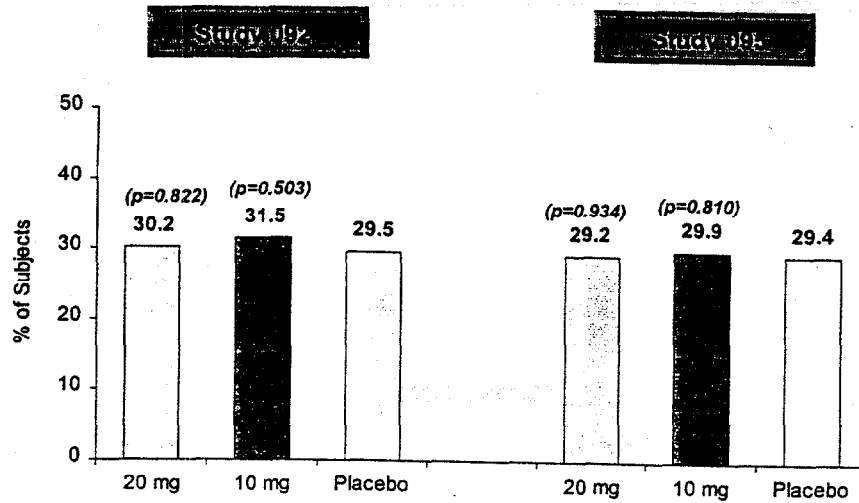 Study 092
Study 095
% of Subjects
50
40
30
20
10
0
(p=0.822)
30.2
(p=0.503)
31.5
29.5
(p=0.934)
29.2
(p=0.810)
29.9
29.4
20 mg
10 mg
Placebo
20 mg
10 mg
Placebo